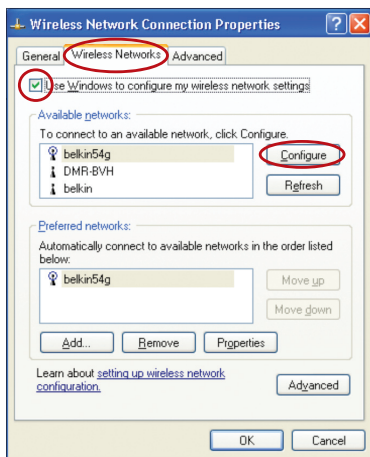 Wireless Network Connection Properties
General Wireless Networks Advanced
Use Windows to configure my wireless network settings
Available networks:
To connect to an available network, click Configure.
belkin54g
DMR-BVH
belkin
Configure
Refresh
Preferred networks:
Automatically connect to available networks in the order listed
below:
belkin54g
Move up
Move down
Add... Remove Properties
Learn about setting up wireless network
configuration.
Advanced
OK Cancel